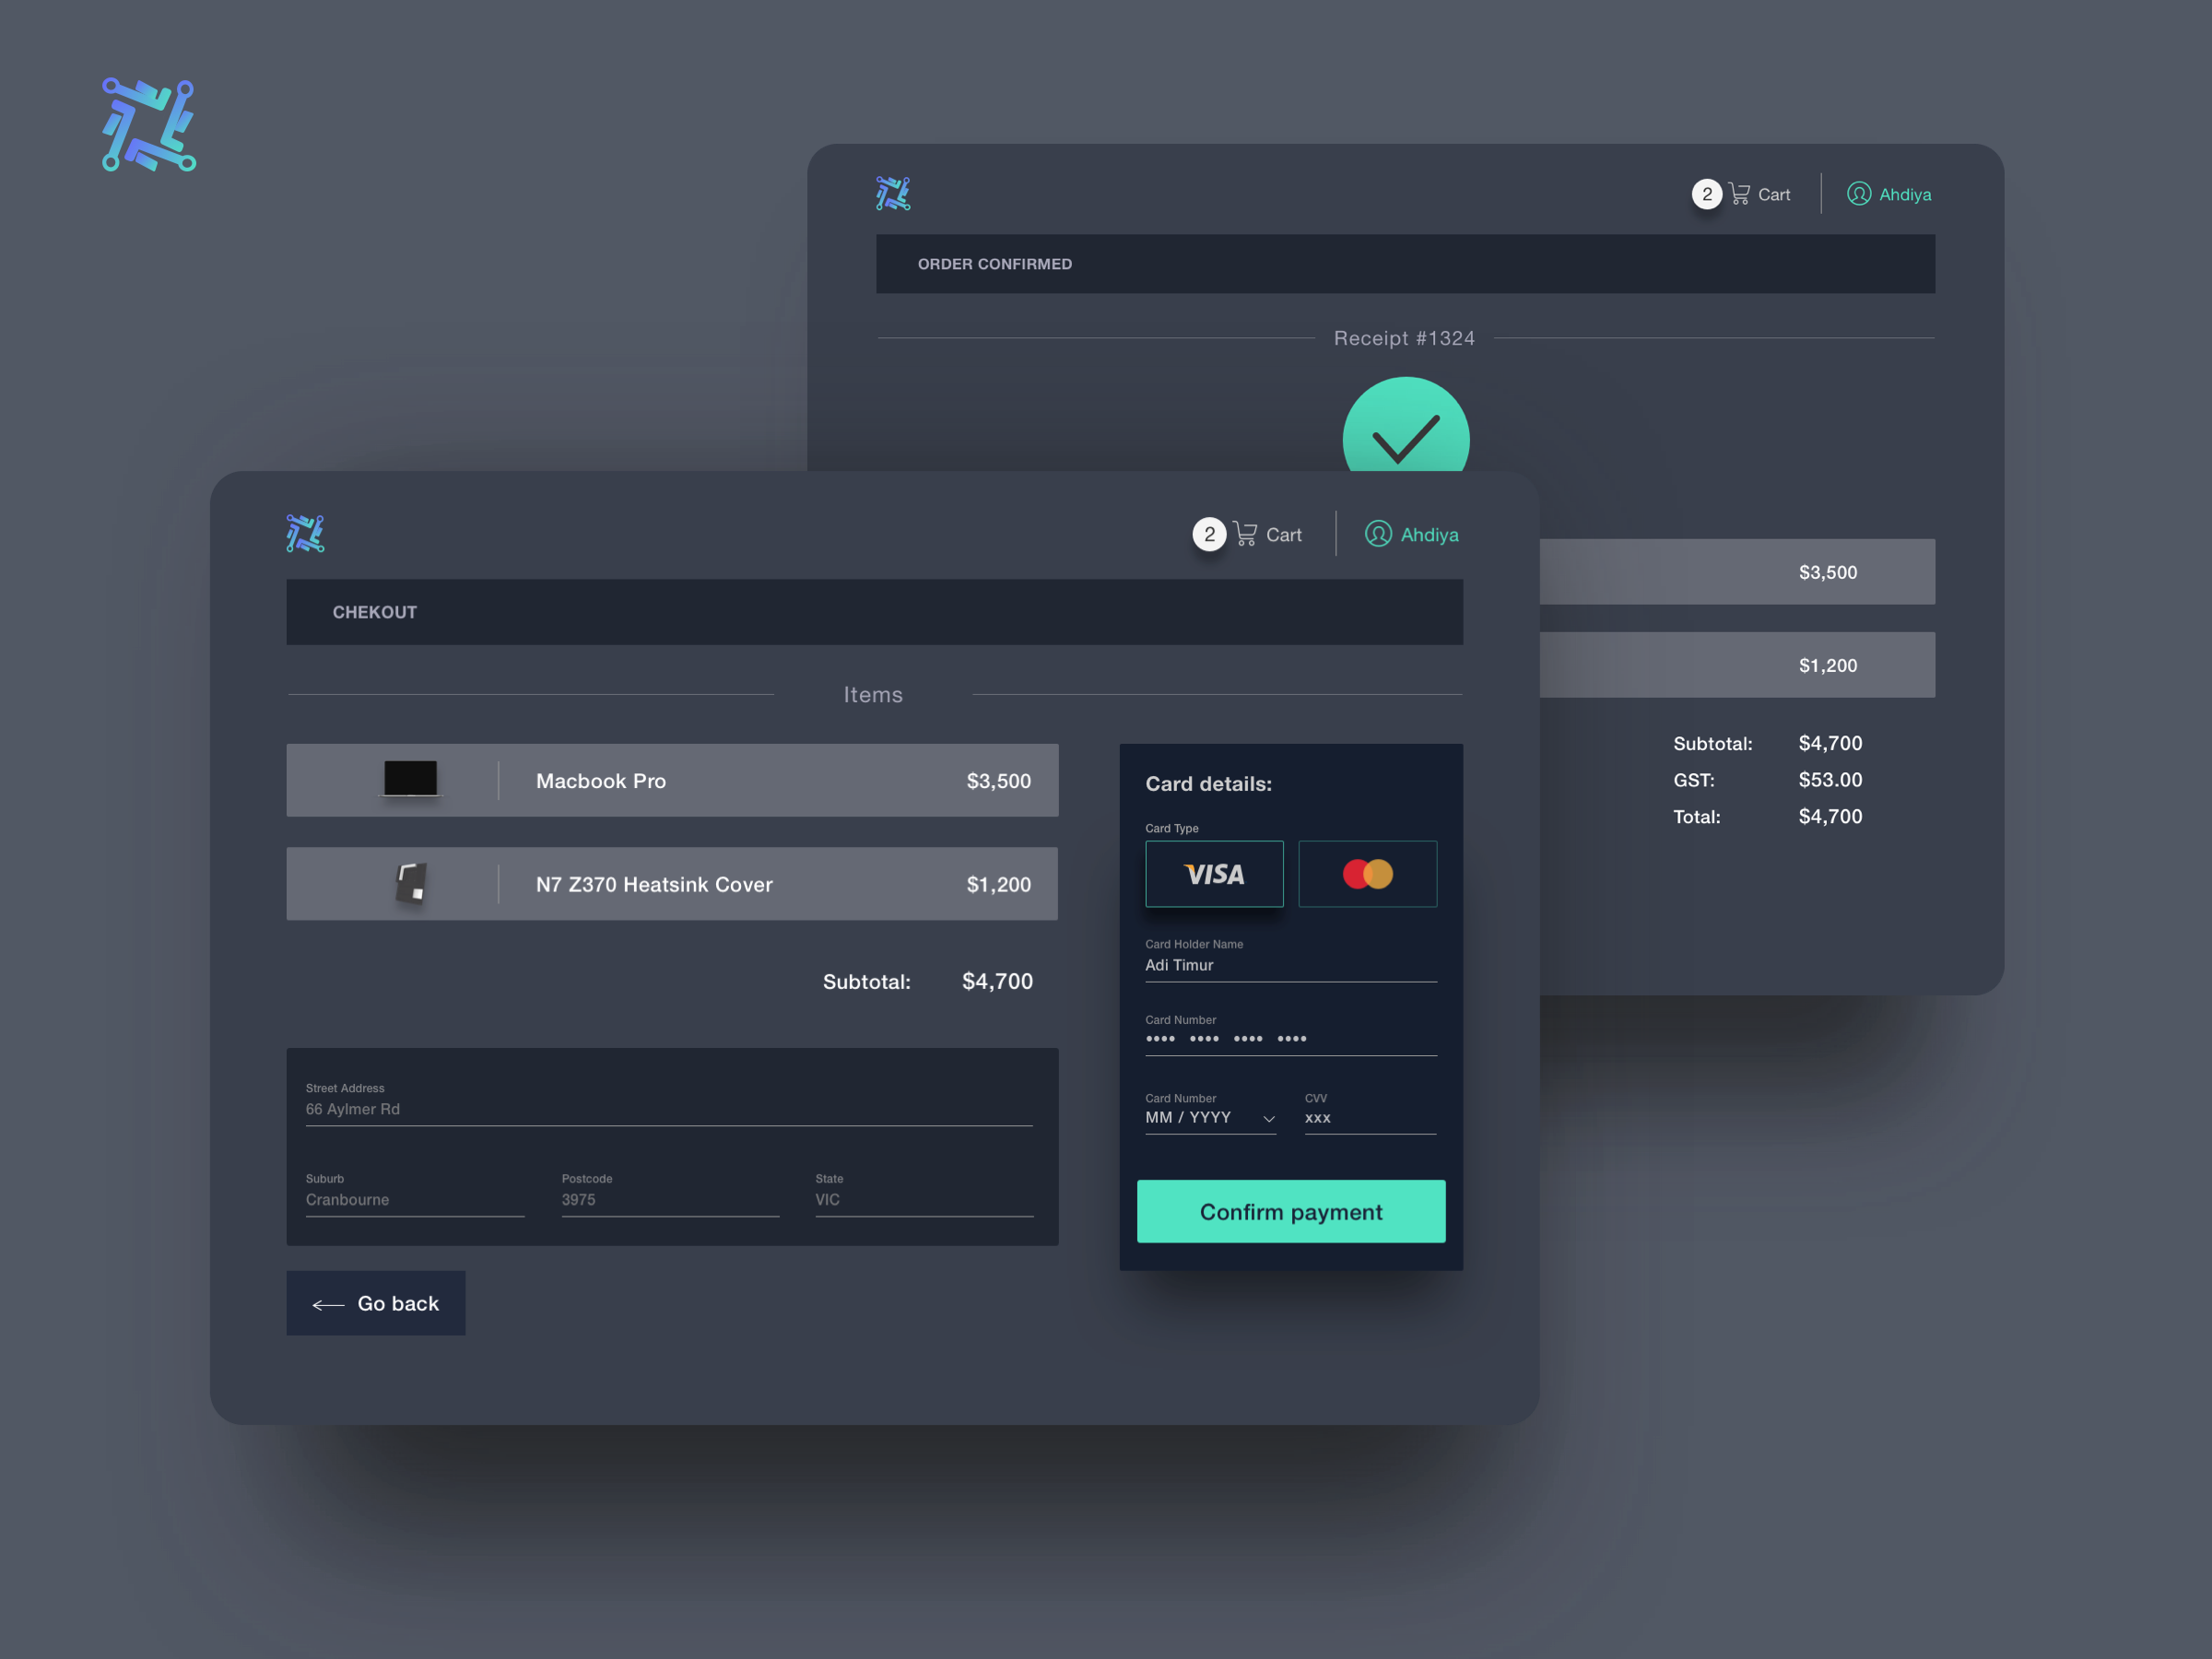 2 Cart Ahdiya
ORDER CONFIRMED
Receipt #1324
$3,500
$1,200
Subtotal: $4,700
GST: $53.00
Total: $4,700
2 Cart Ahdiya
CHEKOUT
Items
Macbook Pro $3,500
N7 Z370 Heatsink Cover $1,200
Subtotal: $4,700
Street Address
66 Aylmer Rd
Suburb Postcode State
Cranbourne 3975 VIC
Go back
Card details:
Card Type
VISA
Card Holder Name
Adi Timur
Card Number
•••• •••• •••• ••••
Card Number CVV
MM / YYYY xxx
Confirm payment